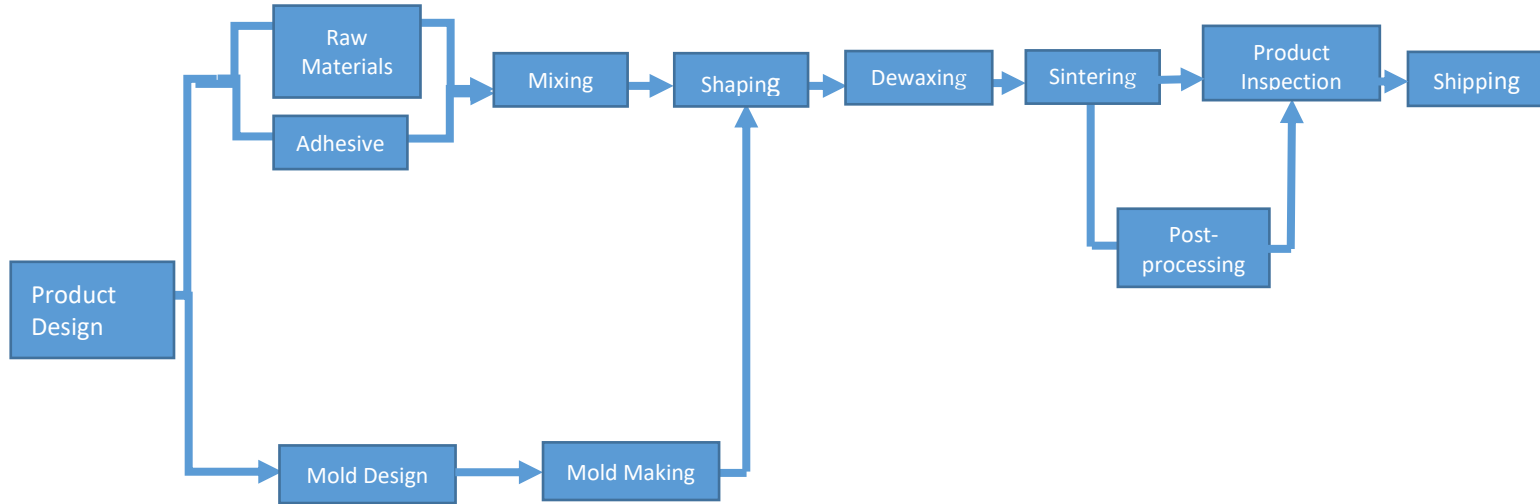 Raw
Materials
Adhesive
Mixing
Shaping
Dewaxing
Sintering
Product
Inspection
Shipping
Post-
processing
Product
Design
Mold Design
Mold Making